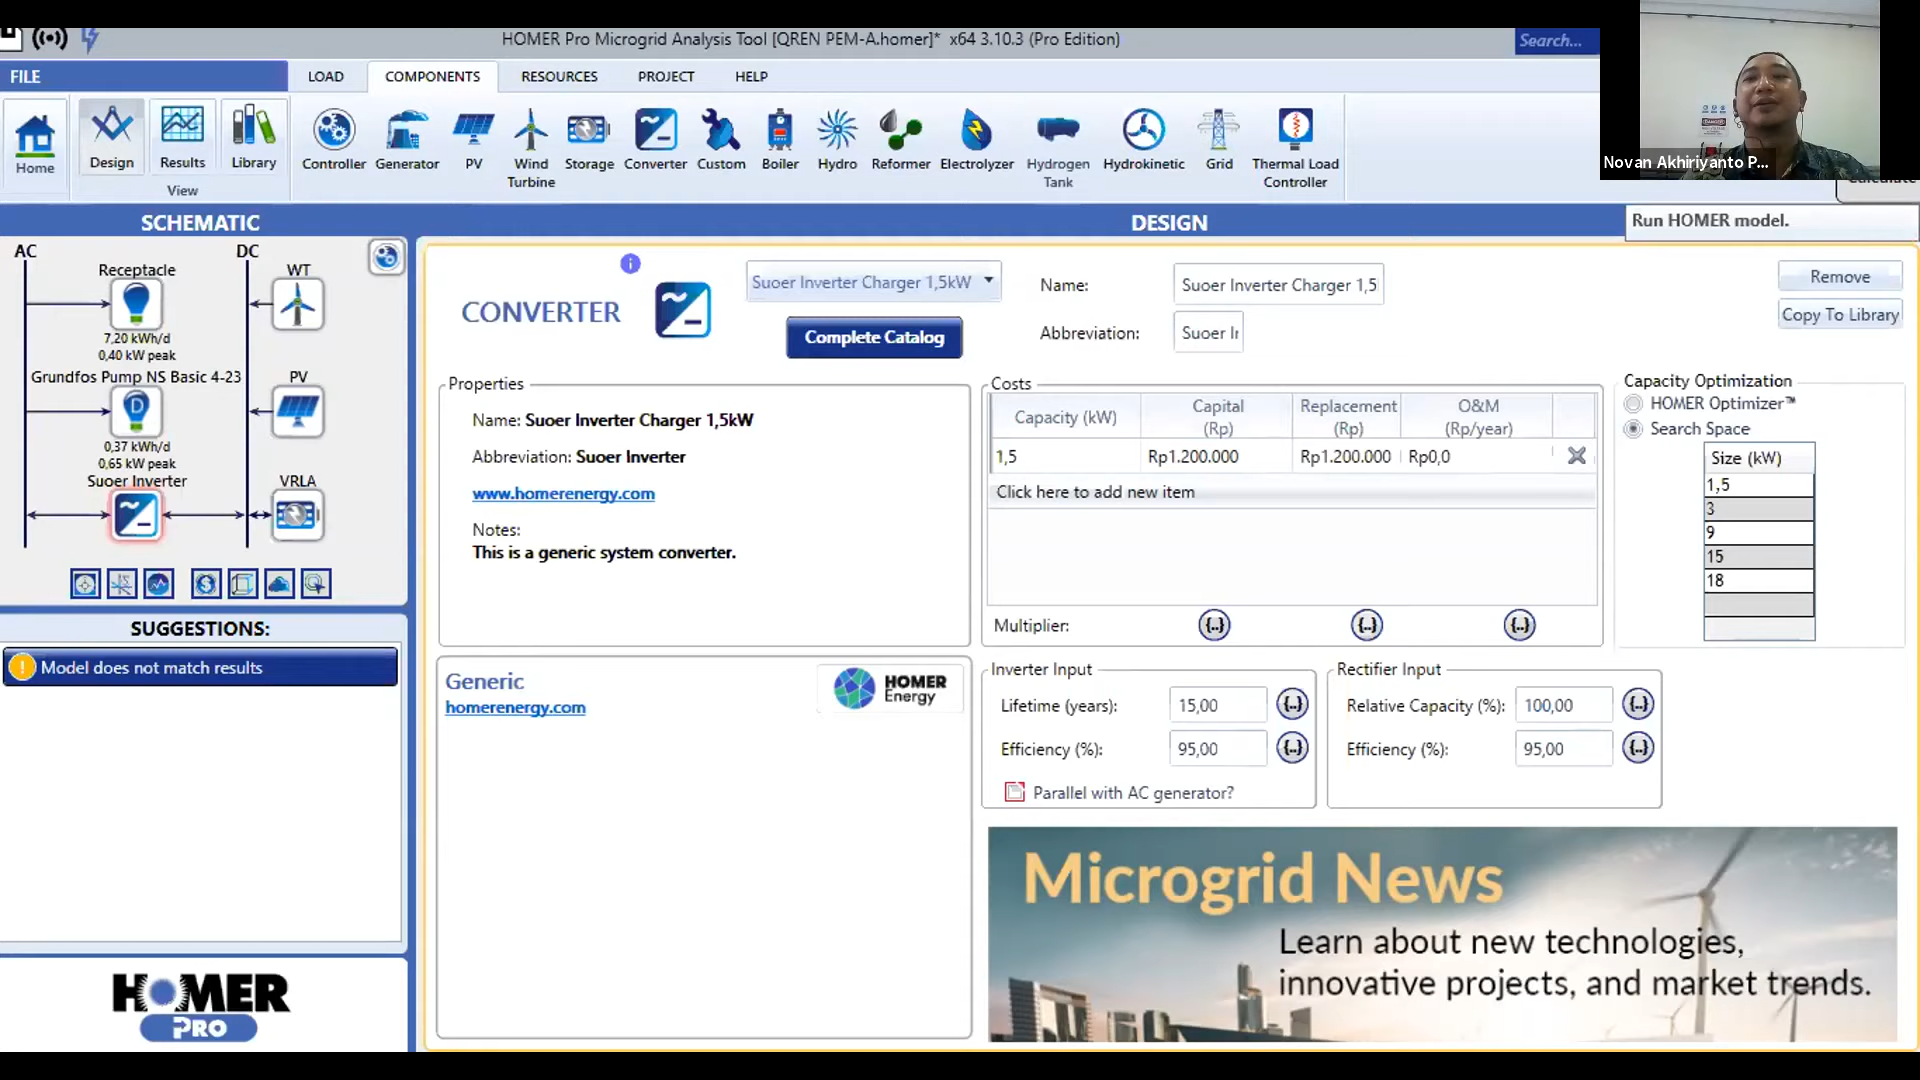 HOMER Pro Microgrid Analysis Tool [QREN PEM-A.homer]* x64 3.10.3 (Pro Edition)
Search...
FILE
LOAD
COMPONENTS
RESOURCES
PROJECT
HELP
Home
Design
Results
Library
View
Controller
Generator
PV
Wind Turbine
Storage
Converter
Custom
Boiler
Hydro
Reformer
Electrolyzer
Hydrogen Tank
Hydrokinetic
Grid
Thermal Load Controller
Novan Akhiriyanto P...
Calculate
SCHEMATIC
DESIGN
Run HOMER model.
AC
DC
Receptacle
WT
7,20 kWh/d
0,40 kW peak
Grundfos Pump NS Basic 4-23
PV
0,37 kWh/d
0,65 kW peak
Suoer Inverter
VRLA
SUGGESTIONS:
Model does not match results
HOMER
PRO
CONVERTER
Suoer Inverter Charger 1,5kW
Complete Catalog
Name:
Suoer Inverter Charger 1,5
Abbreviation:
Suoer Ir
Remove
Copy To Library
Properties
Name: Suoer Inverter Charger 1,5kW
Abbreviation: Suoer Inverter
www.homerenergy.com
Notes:
This is a generic system converter.
Generic
homerenergy.com
HOMER
Energy
Costs
Capacity (kW)
Capital (Rp)
Replacement (Rp)
O&M (Rp/year)
1,5
Rp1.200.000
Rp1.200.000
Rp0,0
Click here to add new item
Multiplier:
Capacity Optimization
HOMER Optimizer™
Search Space
Size (kW)
1,5
3
9
15
18
Inverter Input
Lifetime (years):
15,00
Efficiency (%):
95,00
Parallel with AC generator?
Rectifier Input
Relative Capacity (%):
100,00
Efficiency (%):
95,00
Microgrid News
Learn about new technologies,
innovative projects, and market trends.